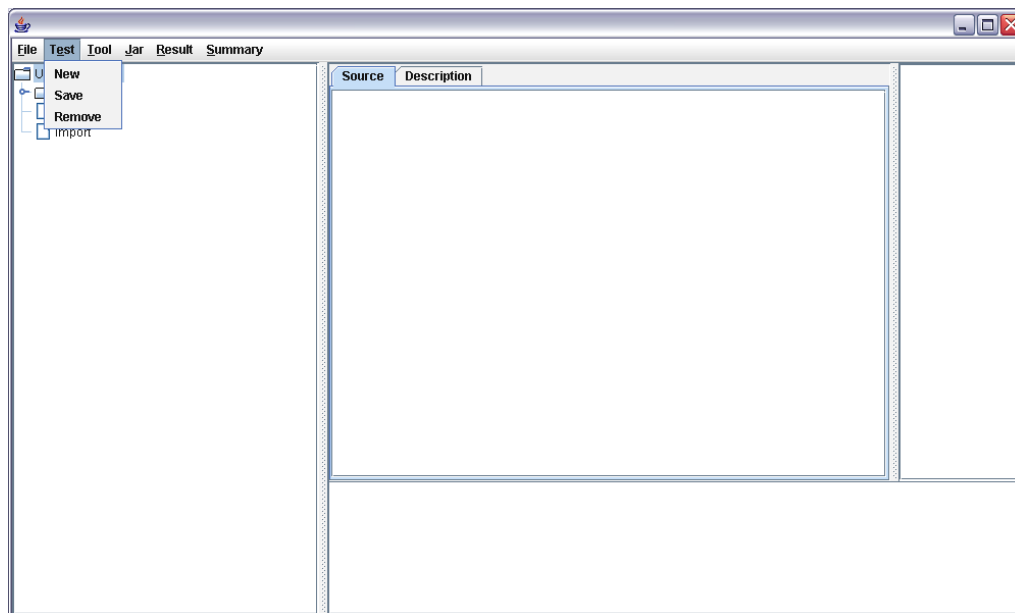 File Test Tool Jar Result Summary
New
Save
Remove
Import
Source Description